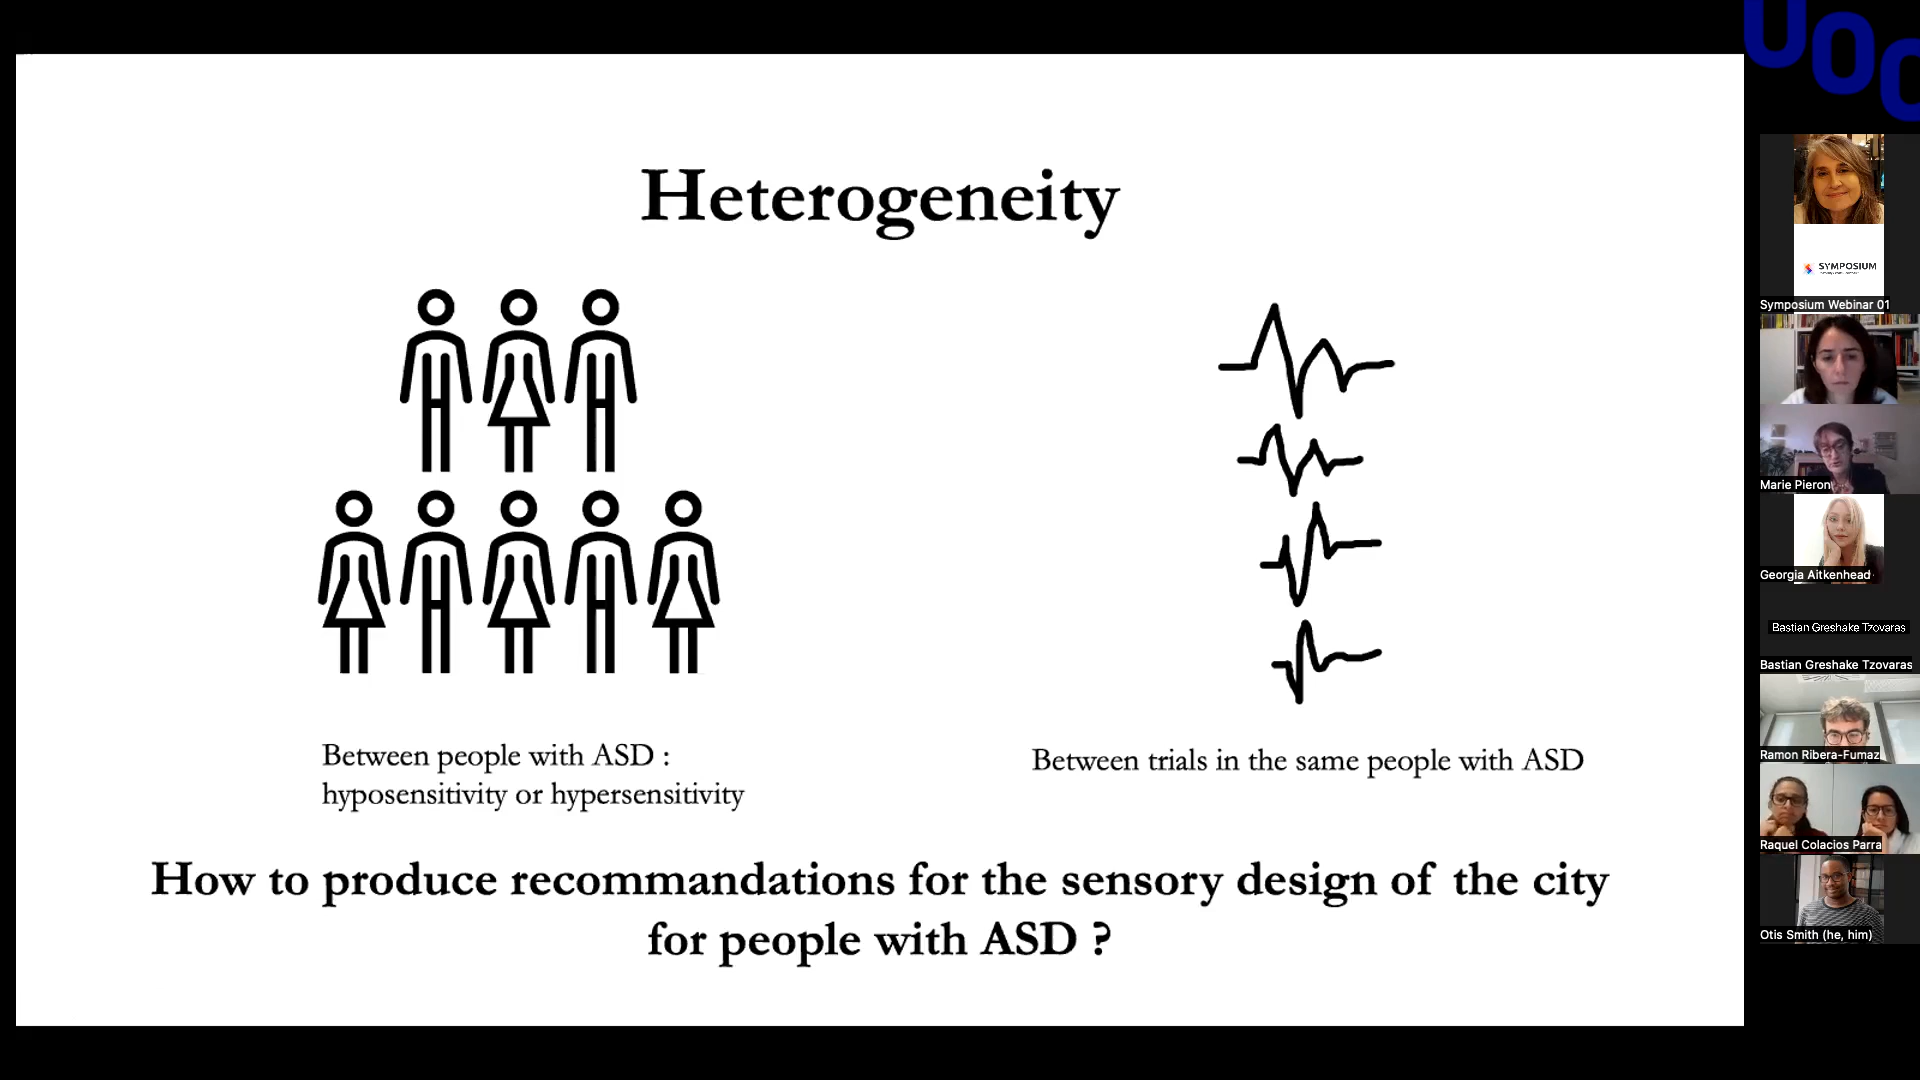 Heterogeneity
Between people with ASD :
hyposensitivity or hypersensitivity
Between trials in the same people with ASD
How to produce recommandations for the sensory design of the city
for people with ASD ?
UOC
SYMPOSIUM
Symposium Webinar 01
Marie Pieron
Georgia Aitkenhead
Bastian Greshake Tzovaras
Bastian Greshake Tzovaras
Ramon Ribera-Fumaz
Raquel Colacios Parra
Otis Smith (he, him)